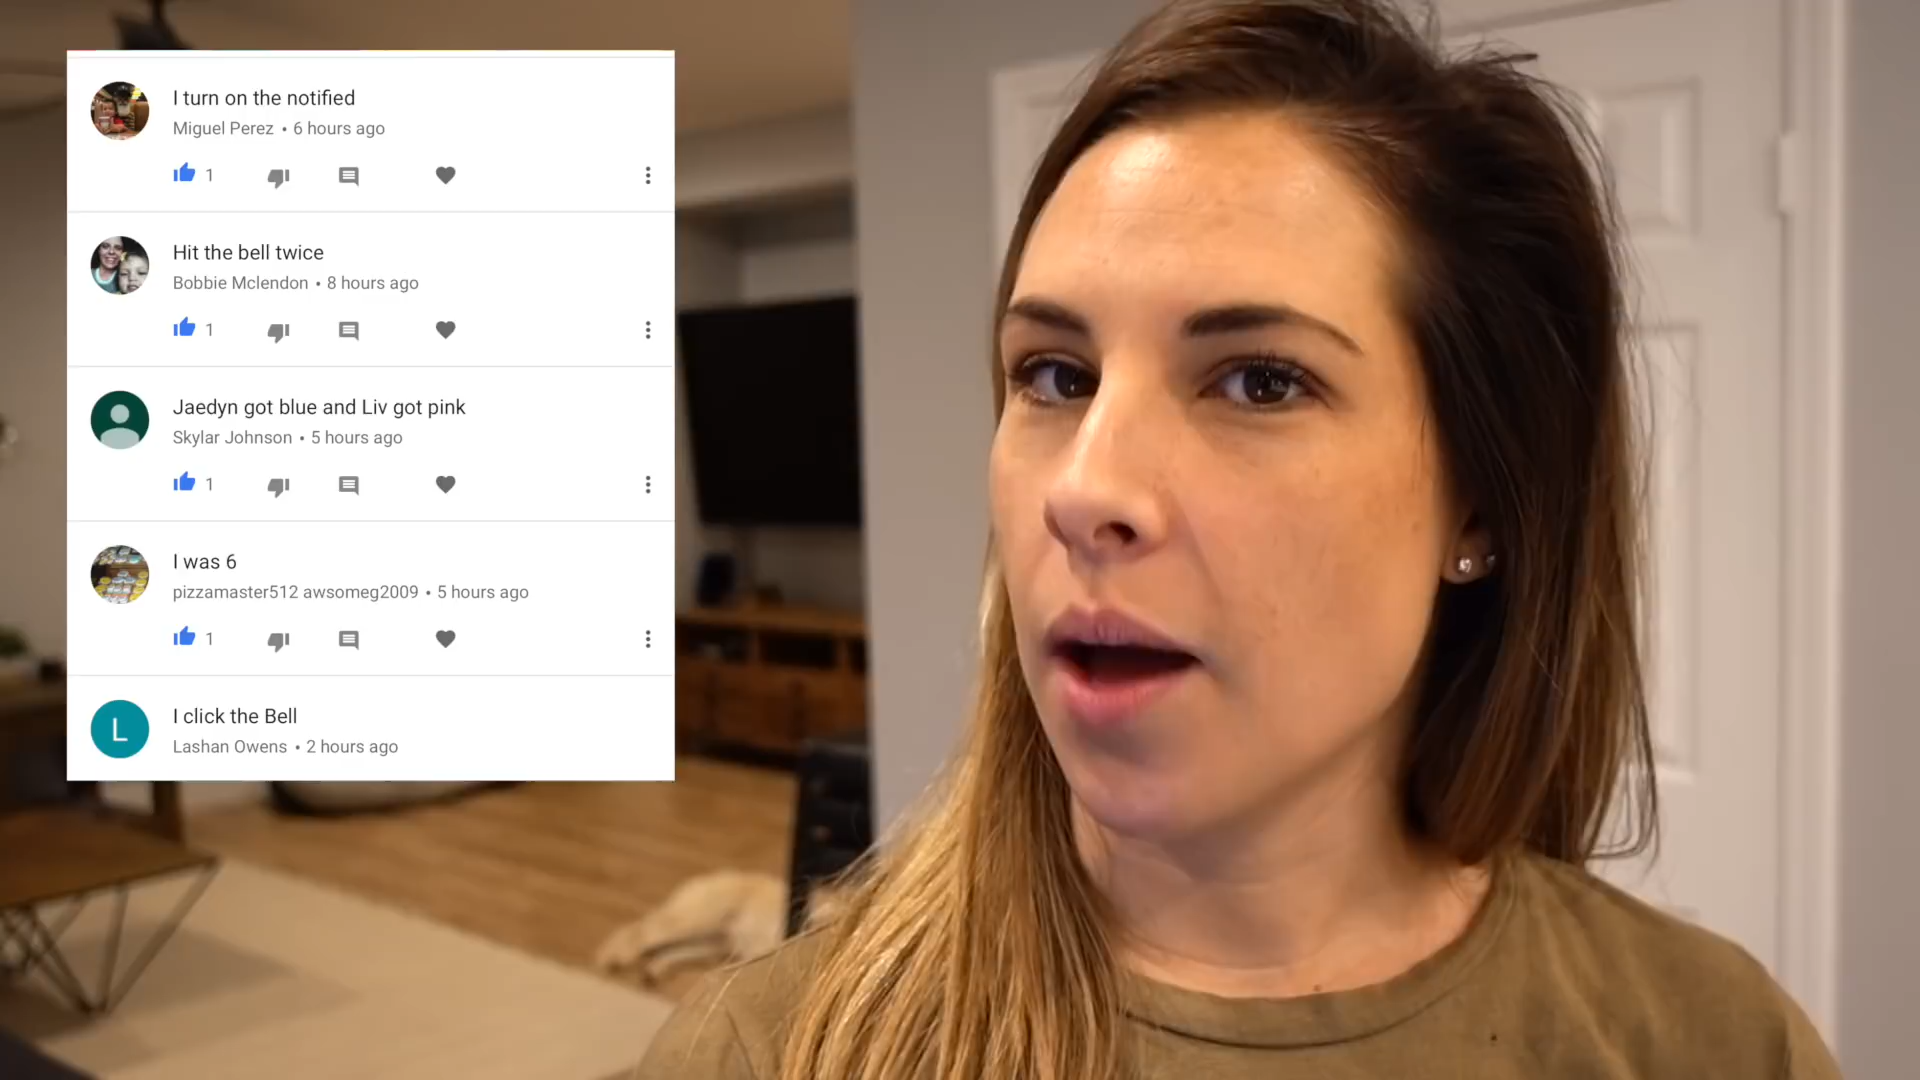 I turn on the notified
Miguel Perez • 6 hours ago
1
Hit the bell twice
Bobbie Mclendon • 8 hours ago
1
Jaedyn got blue and Liv got pink
Skylar Johnson • 5 hours ago
1
I was 6
pizzamaster512 awsomeg2009 • 5 hours ago
1
L
I click the Bell
Lashan Owens • 2 hours ago